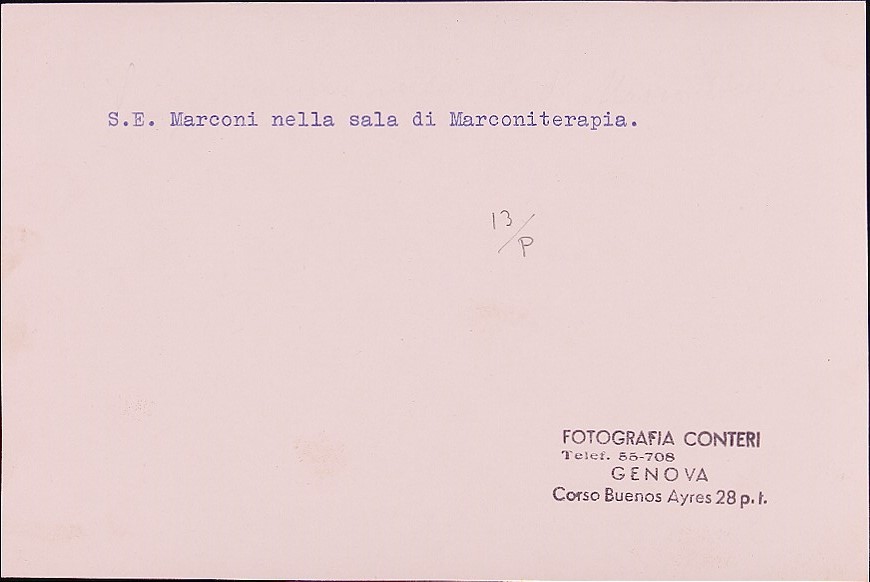 S.E. Marconi nella sala di Marconiterapia.
13/P
FOTOGRAFIA CONTERI
Telef. 55-708
GENOVA
Corso Buenos Ayres 28 p.t.